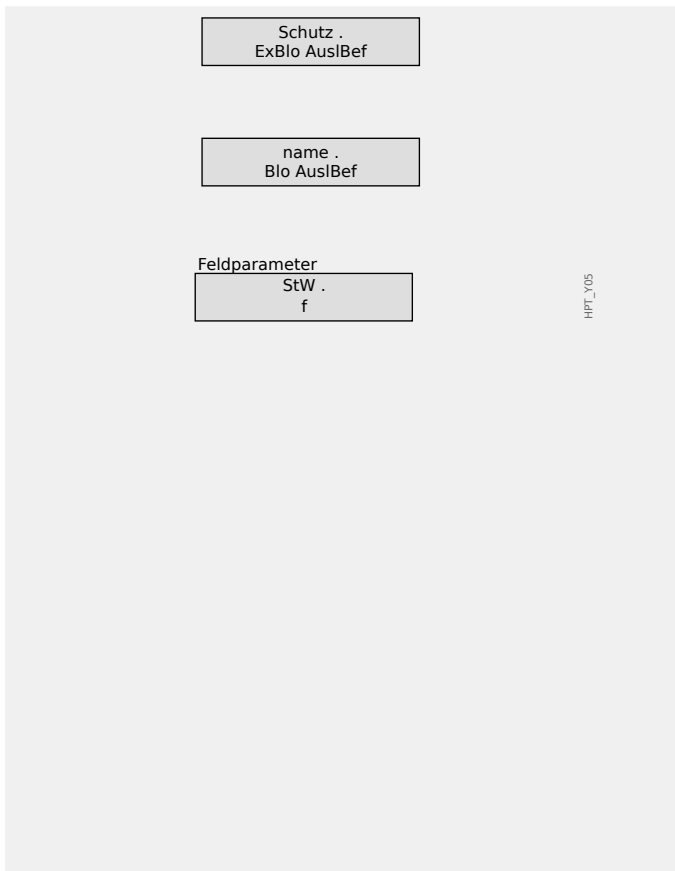 Schutz .
ExBlo AuslBef
name .
Blo AuslBef
Feldparameter
StW .
f
HPT_Y05